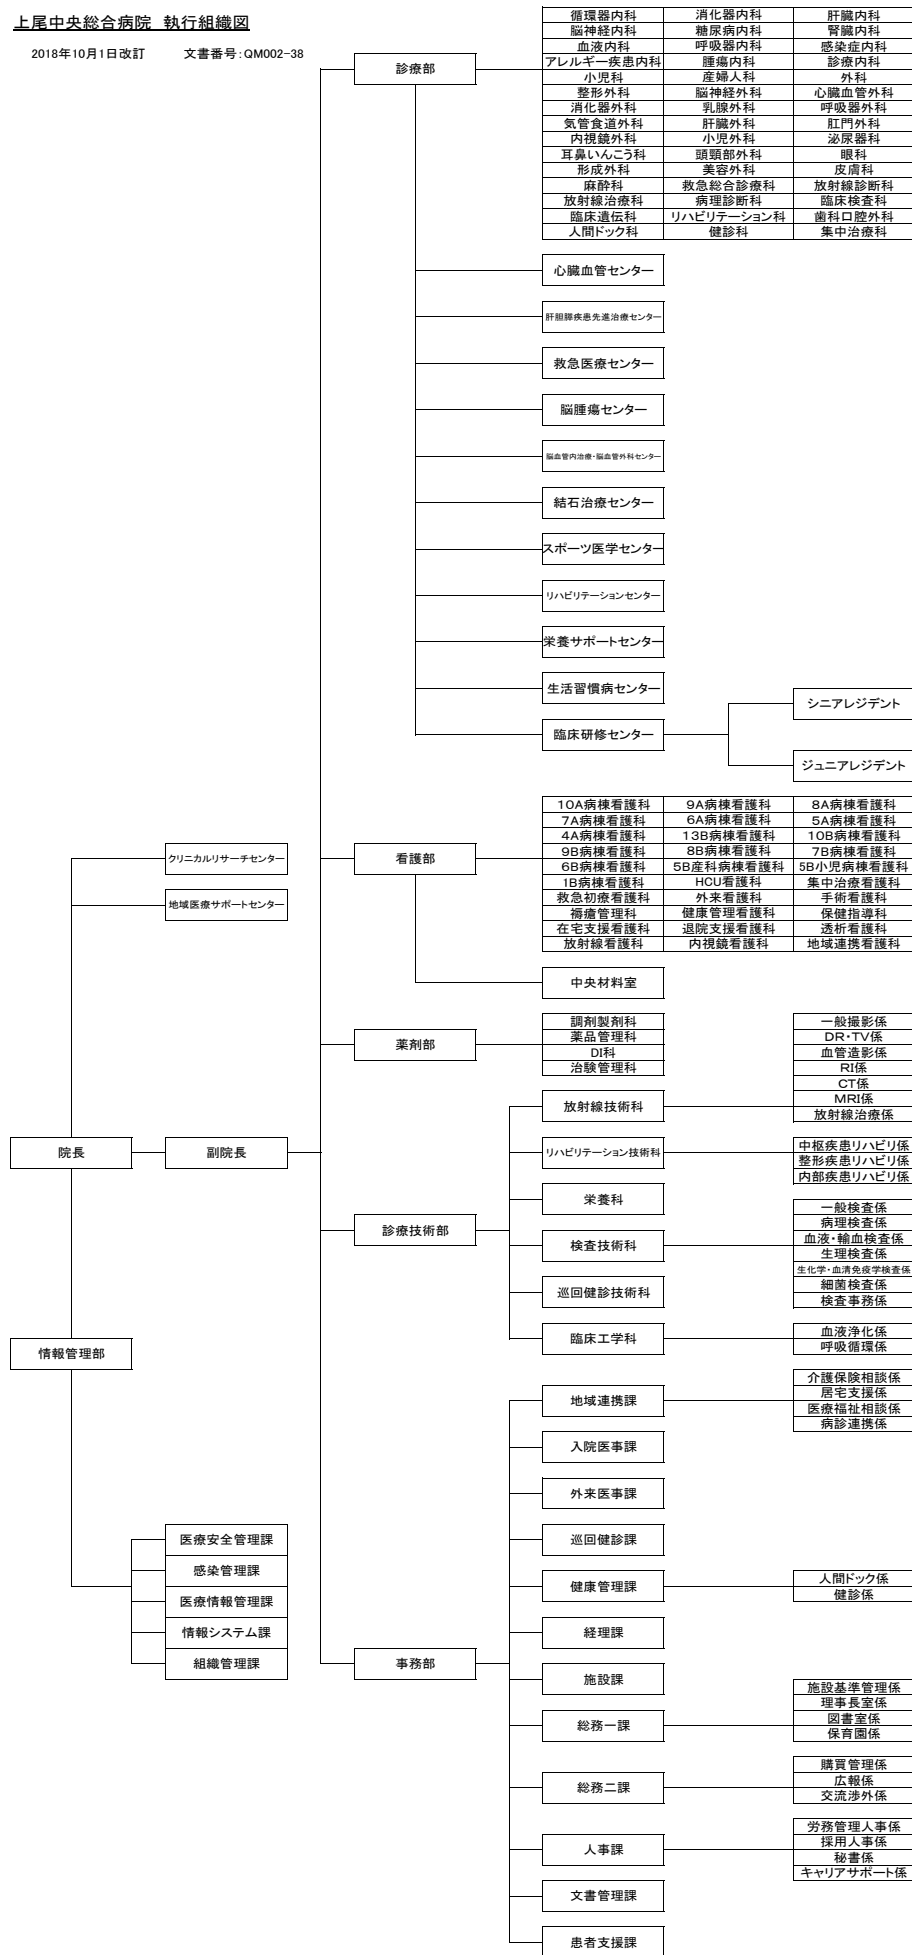 上尾中央総合病院 執行組織図
2018年10月1日改訂 文書番号:QM002-38
診療部
循環器内科 消化器内科 肝臓内科
脳神経内科 糖尿病内科 腎臓内科
血液内科 呼吸器内科 感染症内科
アレルギー疾患内科 腫瘍内科 診療内科
小児科 産婦人科 外科
整形外科 脳神経外科 心臓血管外科
消化器外科 乳腺外科 呼吸器外科
気管食道外科 肝臓外科 肛門外科
内視鏡外科 小児外科 泌尿器科
耳鼻いんこう科 頭頸部外科 眼科
形成外科 美容外科 皮膚科
麻酔科 救急総合診療科 放射線診断科
放射線治療科 病理診断科 臨床検査科
臨床遺伝科 リハビリテーション科 歯科口腔外科
人間ドック科 健診科 集中治療科
心臓血管センター
肝胆膵疾患先進治療センター
救急医療センター
脳腫瘍センター
脳血管内治療・脳血管外科センター
結石治療センター
スポーツ医学センター
リハビリテーションセンター
栄養サポートセンター
生活習慣病センター
臨床研修センター
シニアレジデント
ジュニアレジデント
看護部
10A病棟看護科 9A病棟看護科 8A病棟看護科
7A病棟看護科 6A病棟看護科 5A病棟看護科
4A病棟看護科 13B病棟看護科 10B病棟看護科
9B病棟看護科 8B病棟看護科 7B病棟看護科
6B病棟看護科 5B産科病棟看護科 5B小児病棟看護科
1B病棟看護科 HCU看護科 集中治療看護科
救急初療看護科 外来看護科 手術看護科
褥瘡管理科 健康管理看護科 保健指導科
在宅支援看護科 退院支援看護科 透析看護科
放射線看護科 内視鏡看護科 地域連携看護科
中央材料室
クリニカルリサーチセンター
地域医療サポートセンター
薬剤部
調剤製剤科
薬品管理科
DI科
治験管理科
院長
副院長
診療技術部
放射線技術科
一般撮影係
DR・TV係
血管造影係
RI係
CT係
MRI係
放射線治療係
リハビリテーション技術科
中枢疾患リハビリ係
整形疾患リハビリ係
内部疾患リハビリ係
栄養科
検査技術科
一般検査係
病理検査係
血液・輸血検査係
生理検査係
生化学・血清免疫学検査係
細菌検査係
検査事務係
巡回健診技術科
臨床工学科
血液浄化係
呼吸循環係
情報管理部
医療安全管理課
感染管理課
医療情報管理課
情報システム課
組織管理課
事務部
地域連携課
介護保険相談係
居宅支援係
医療福祉相談係
病診連携係
入院医事課
外来医事課
巡回健診課
健康管理課
人間ドック係
健診係
経理課
施設課
総務一課
施設基準管理係
理事長室係
図書室係
保育園係
総務二課
購買管理係
広報係
交流渉外係
人事課
労務管理人事係
採用人事係
秘書係
キャリアサポート係
文書管理課
患者支援課